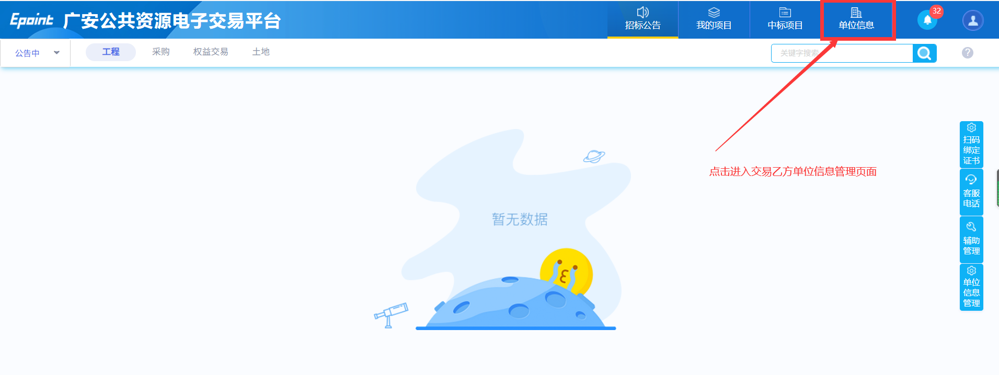 Epoint 广安公共资源电子交易平台
招标公告
我的项目
中标项目
单位信息
32
公告中
工程
采购
权益交易
土地
关键字搜索
?
点击进入交易乙方单位信息管理页面
暂无数据
扫码
绑定
证书
客服
电话
辅助
管理
单位
信息
管理